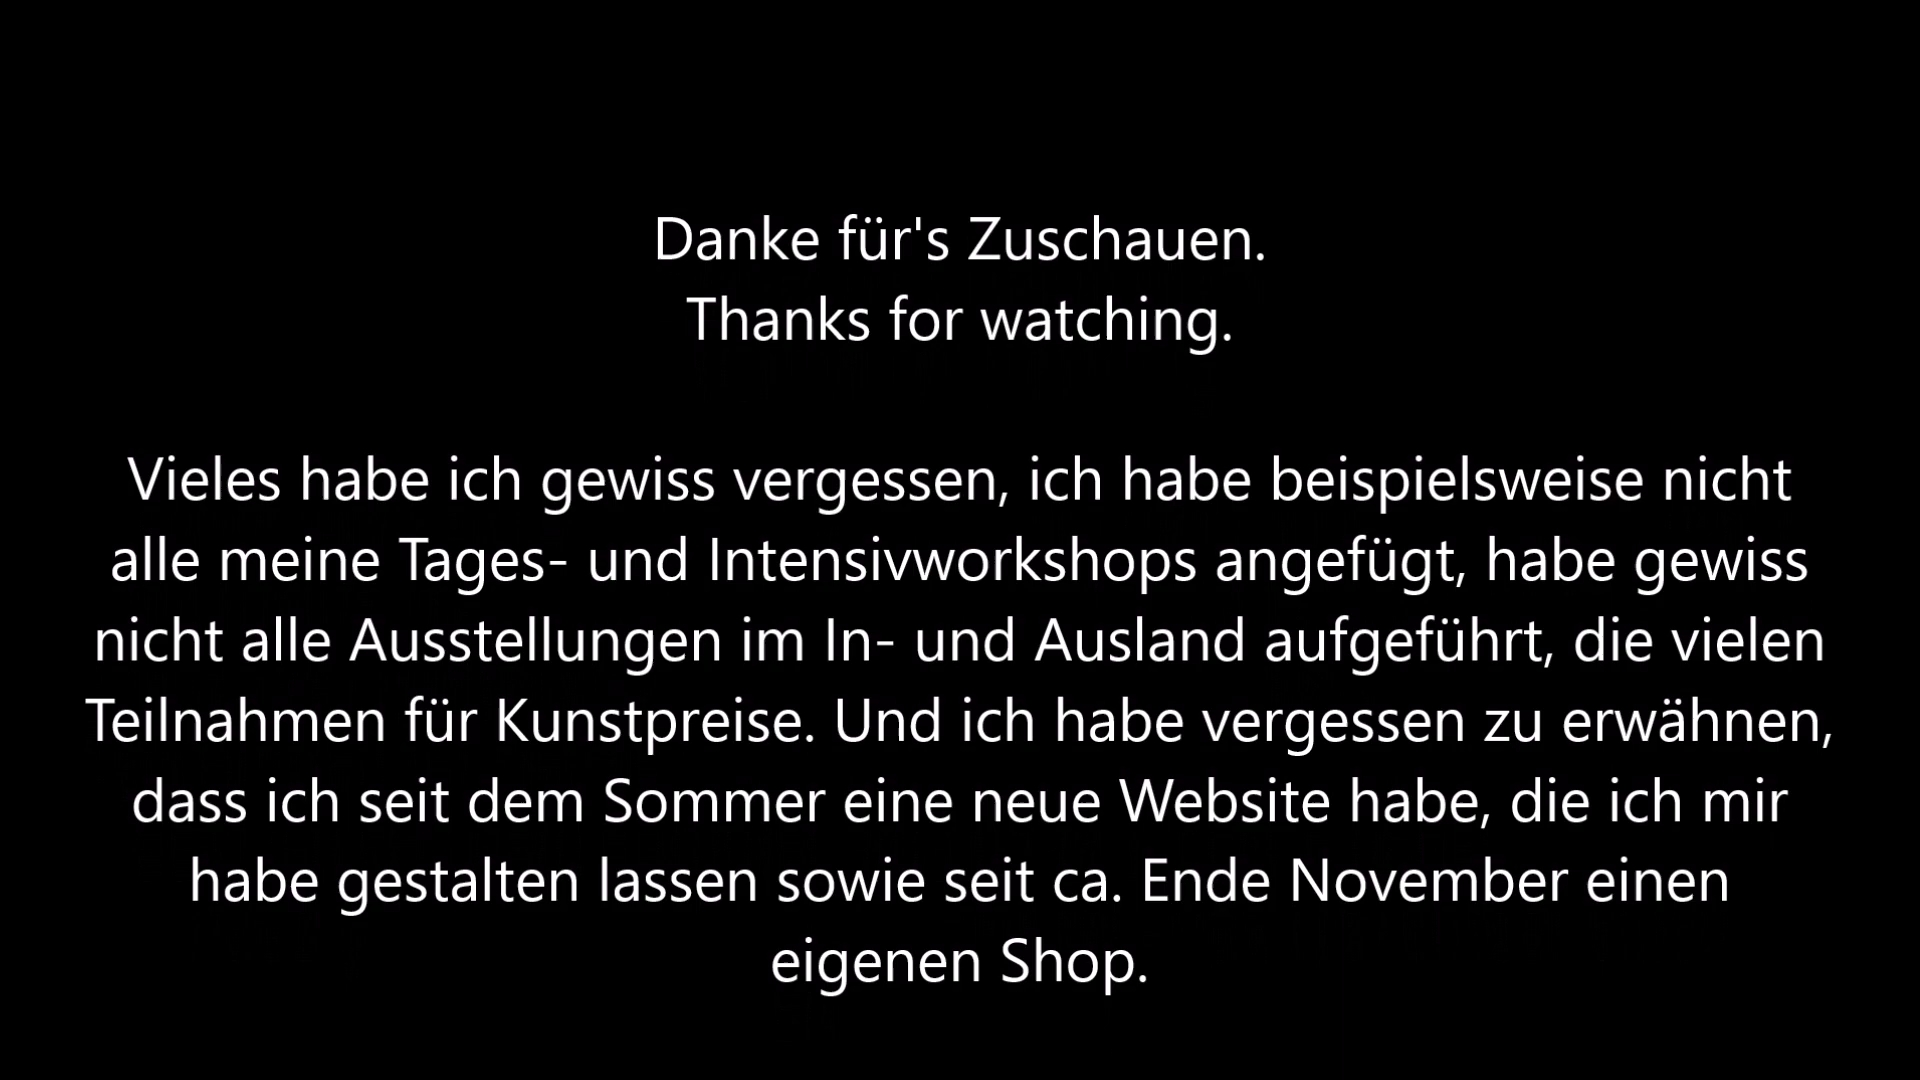 Danke für's Zuschauen.
Thanks for watching.
Vieles habe ich gewiss vergessen, ich habe beispielsweise nicht
alle meine Tages- und Intensivworkshops angefügt, habe gewiss
nicht alle Ausstellungen im In- und Ausland aufgeführt, die vielen
Teilnahmen für Kunstpreise. Und ich habe vergessen zu erwähnen,
dass ich seit dem Sommer eine neue Website habe, die ich mir
habe gestalten lassen sowie seit ca. Ende November einen
eigenen Shop.